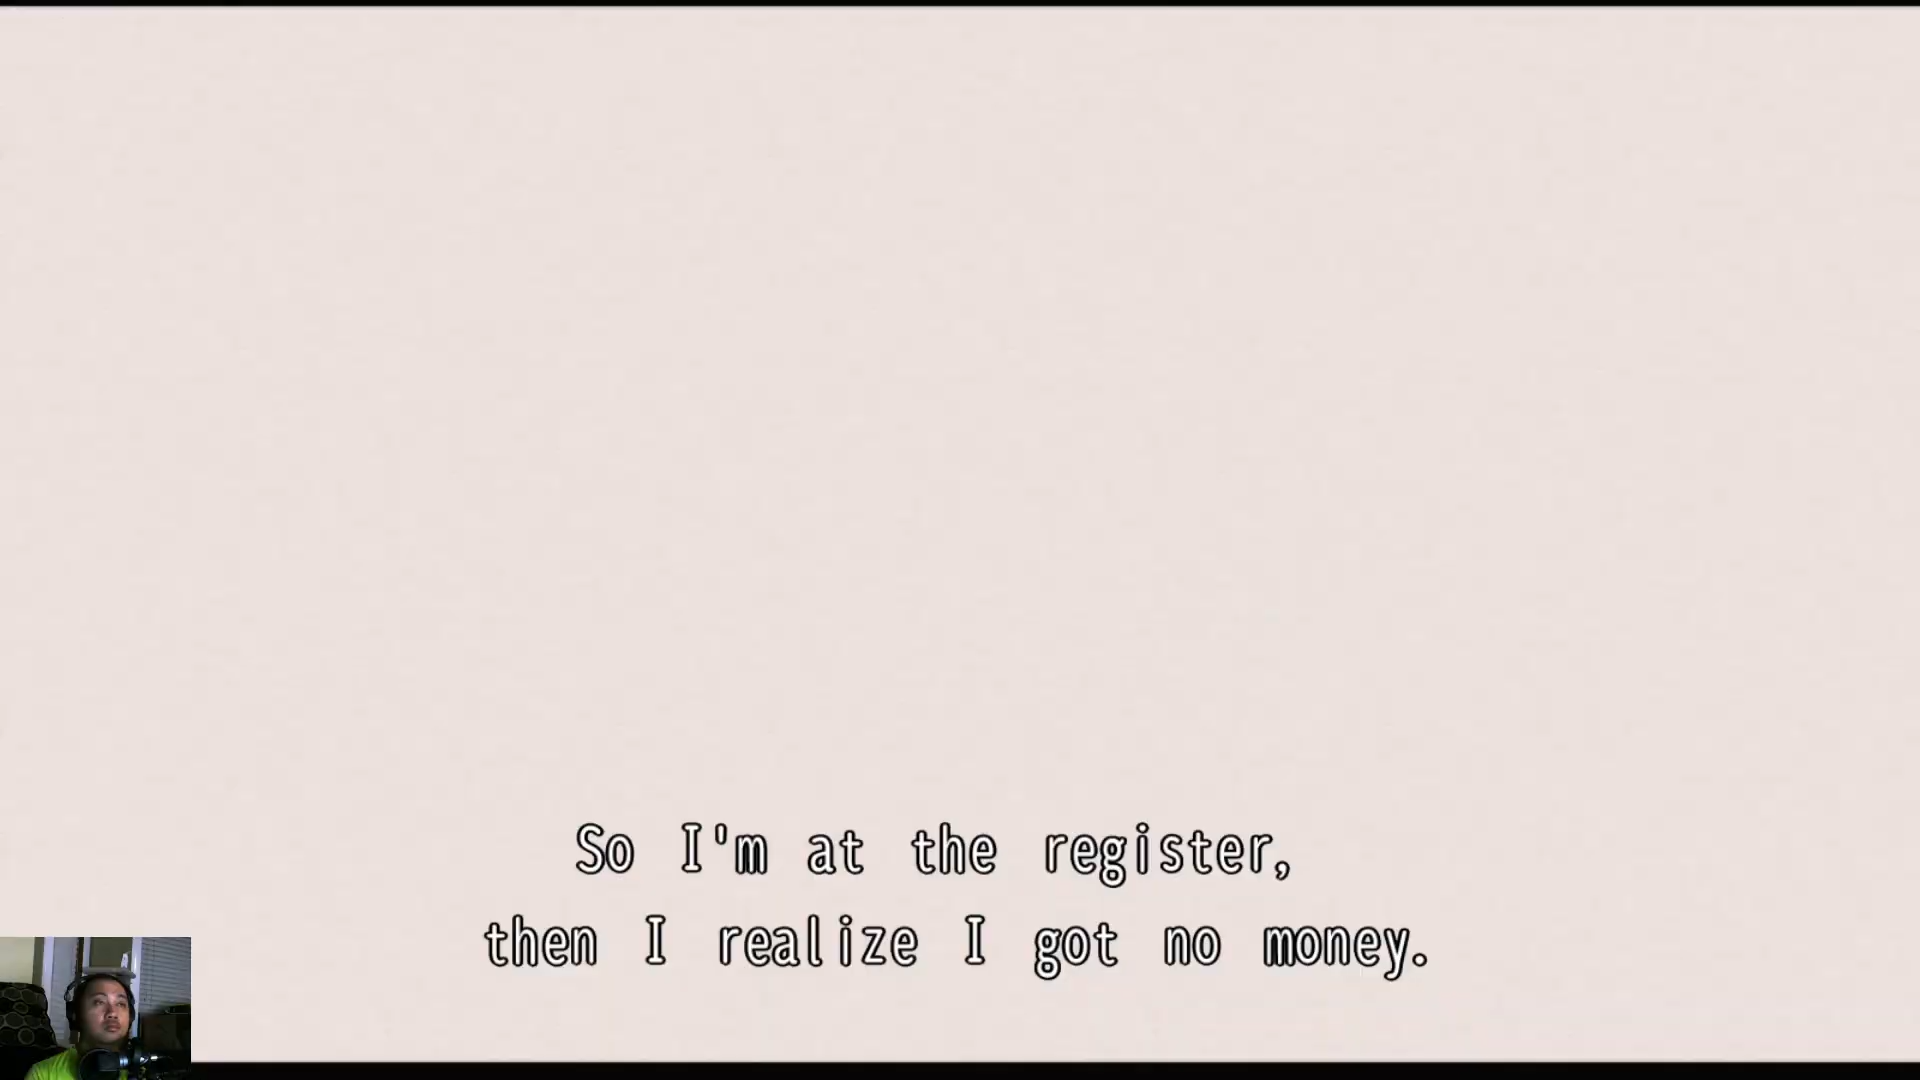 So I'm at the register,
then I realize I got no money.